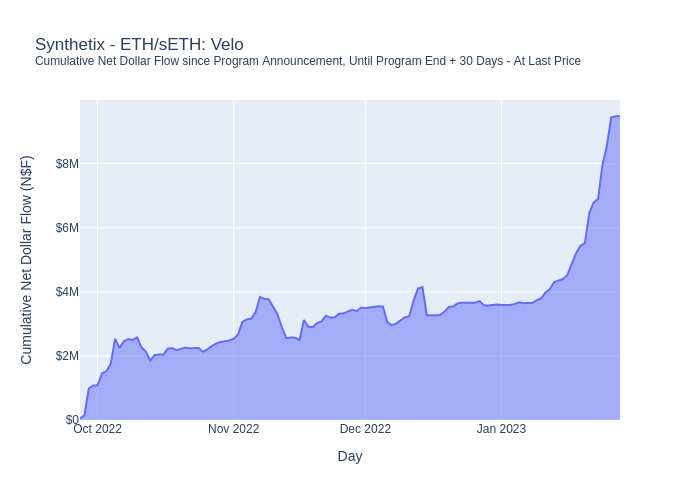 Synthetix - ETH/sETH: Velo
Cumulative Net Dollar Flow since Program Announcement, Until Program End + 30 Days - At Last Price
Cumulative Net Dollar Flow (N$F)
$8M
$6M
$4M
$2M
$0
Oct 2022
Nov 2022
Dec 2022
Jan 2023
Day